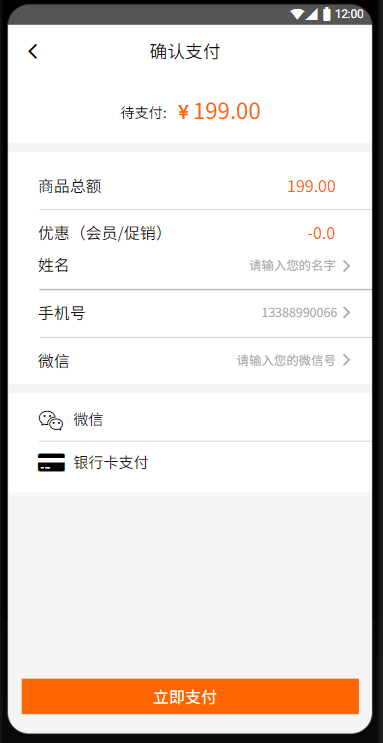 12:00
确认支付
待支付: ¥ 199.00
商品总额 199.00
优惠（会员/促销） -0.0
姓名 请输入您的名字
手机号 13388990066
微信 请输入您的微信号
微信
银行卡支付
立即支付